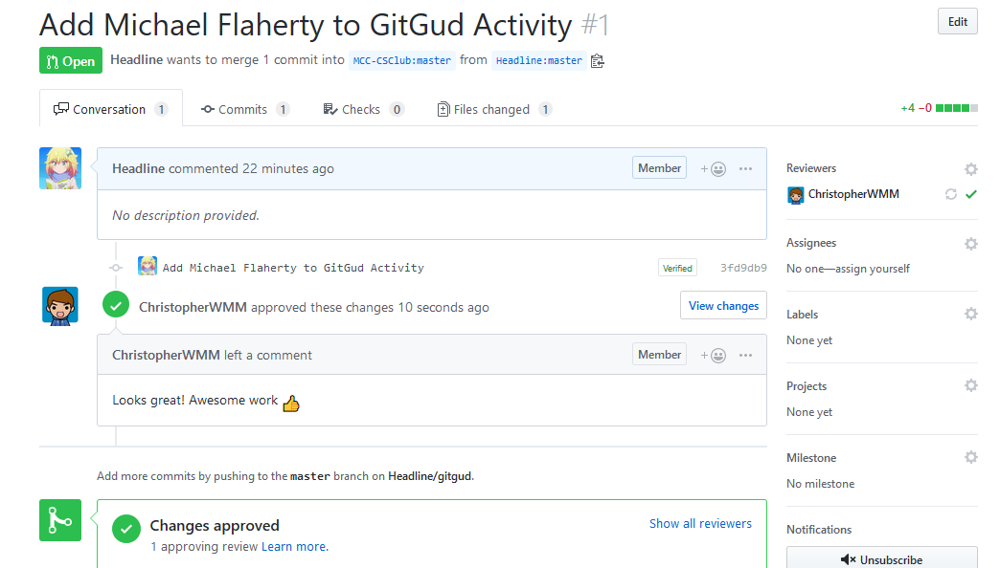 Add Michael Flaherty to GitGud Activity #1
Edit
Open
Headline wants to merge 1 commit into MCC-CSClub:master from Headline:master
Conversation 1
Commits 1
Checks 0
Files changed 1
+4 −0
Headline commented 22 minutes ago
Member
No description provided.
Add Michael Flaherty to GitGud Activity
Verified
3fd9db9
ChristopherWMM approved these changes 10 seconds ago
View changes
ChristopherWMM left a comment
Member
Looks great! Awesome work 👍
Add more commits by pushing to the master branch on Headline/gitgud.
Changes approved
Show all reviewers
1 approving review Learn more.
Reviewers
ChristopherWMM
Assignees
No one—assign yourself
Labels
None yet
Projects
None yet
Milestone
No milestone
Notifications
Unsubscribe